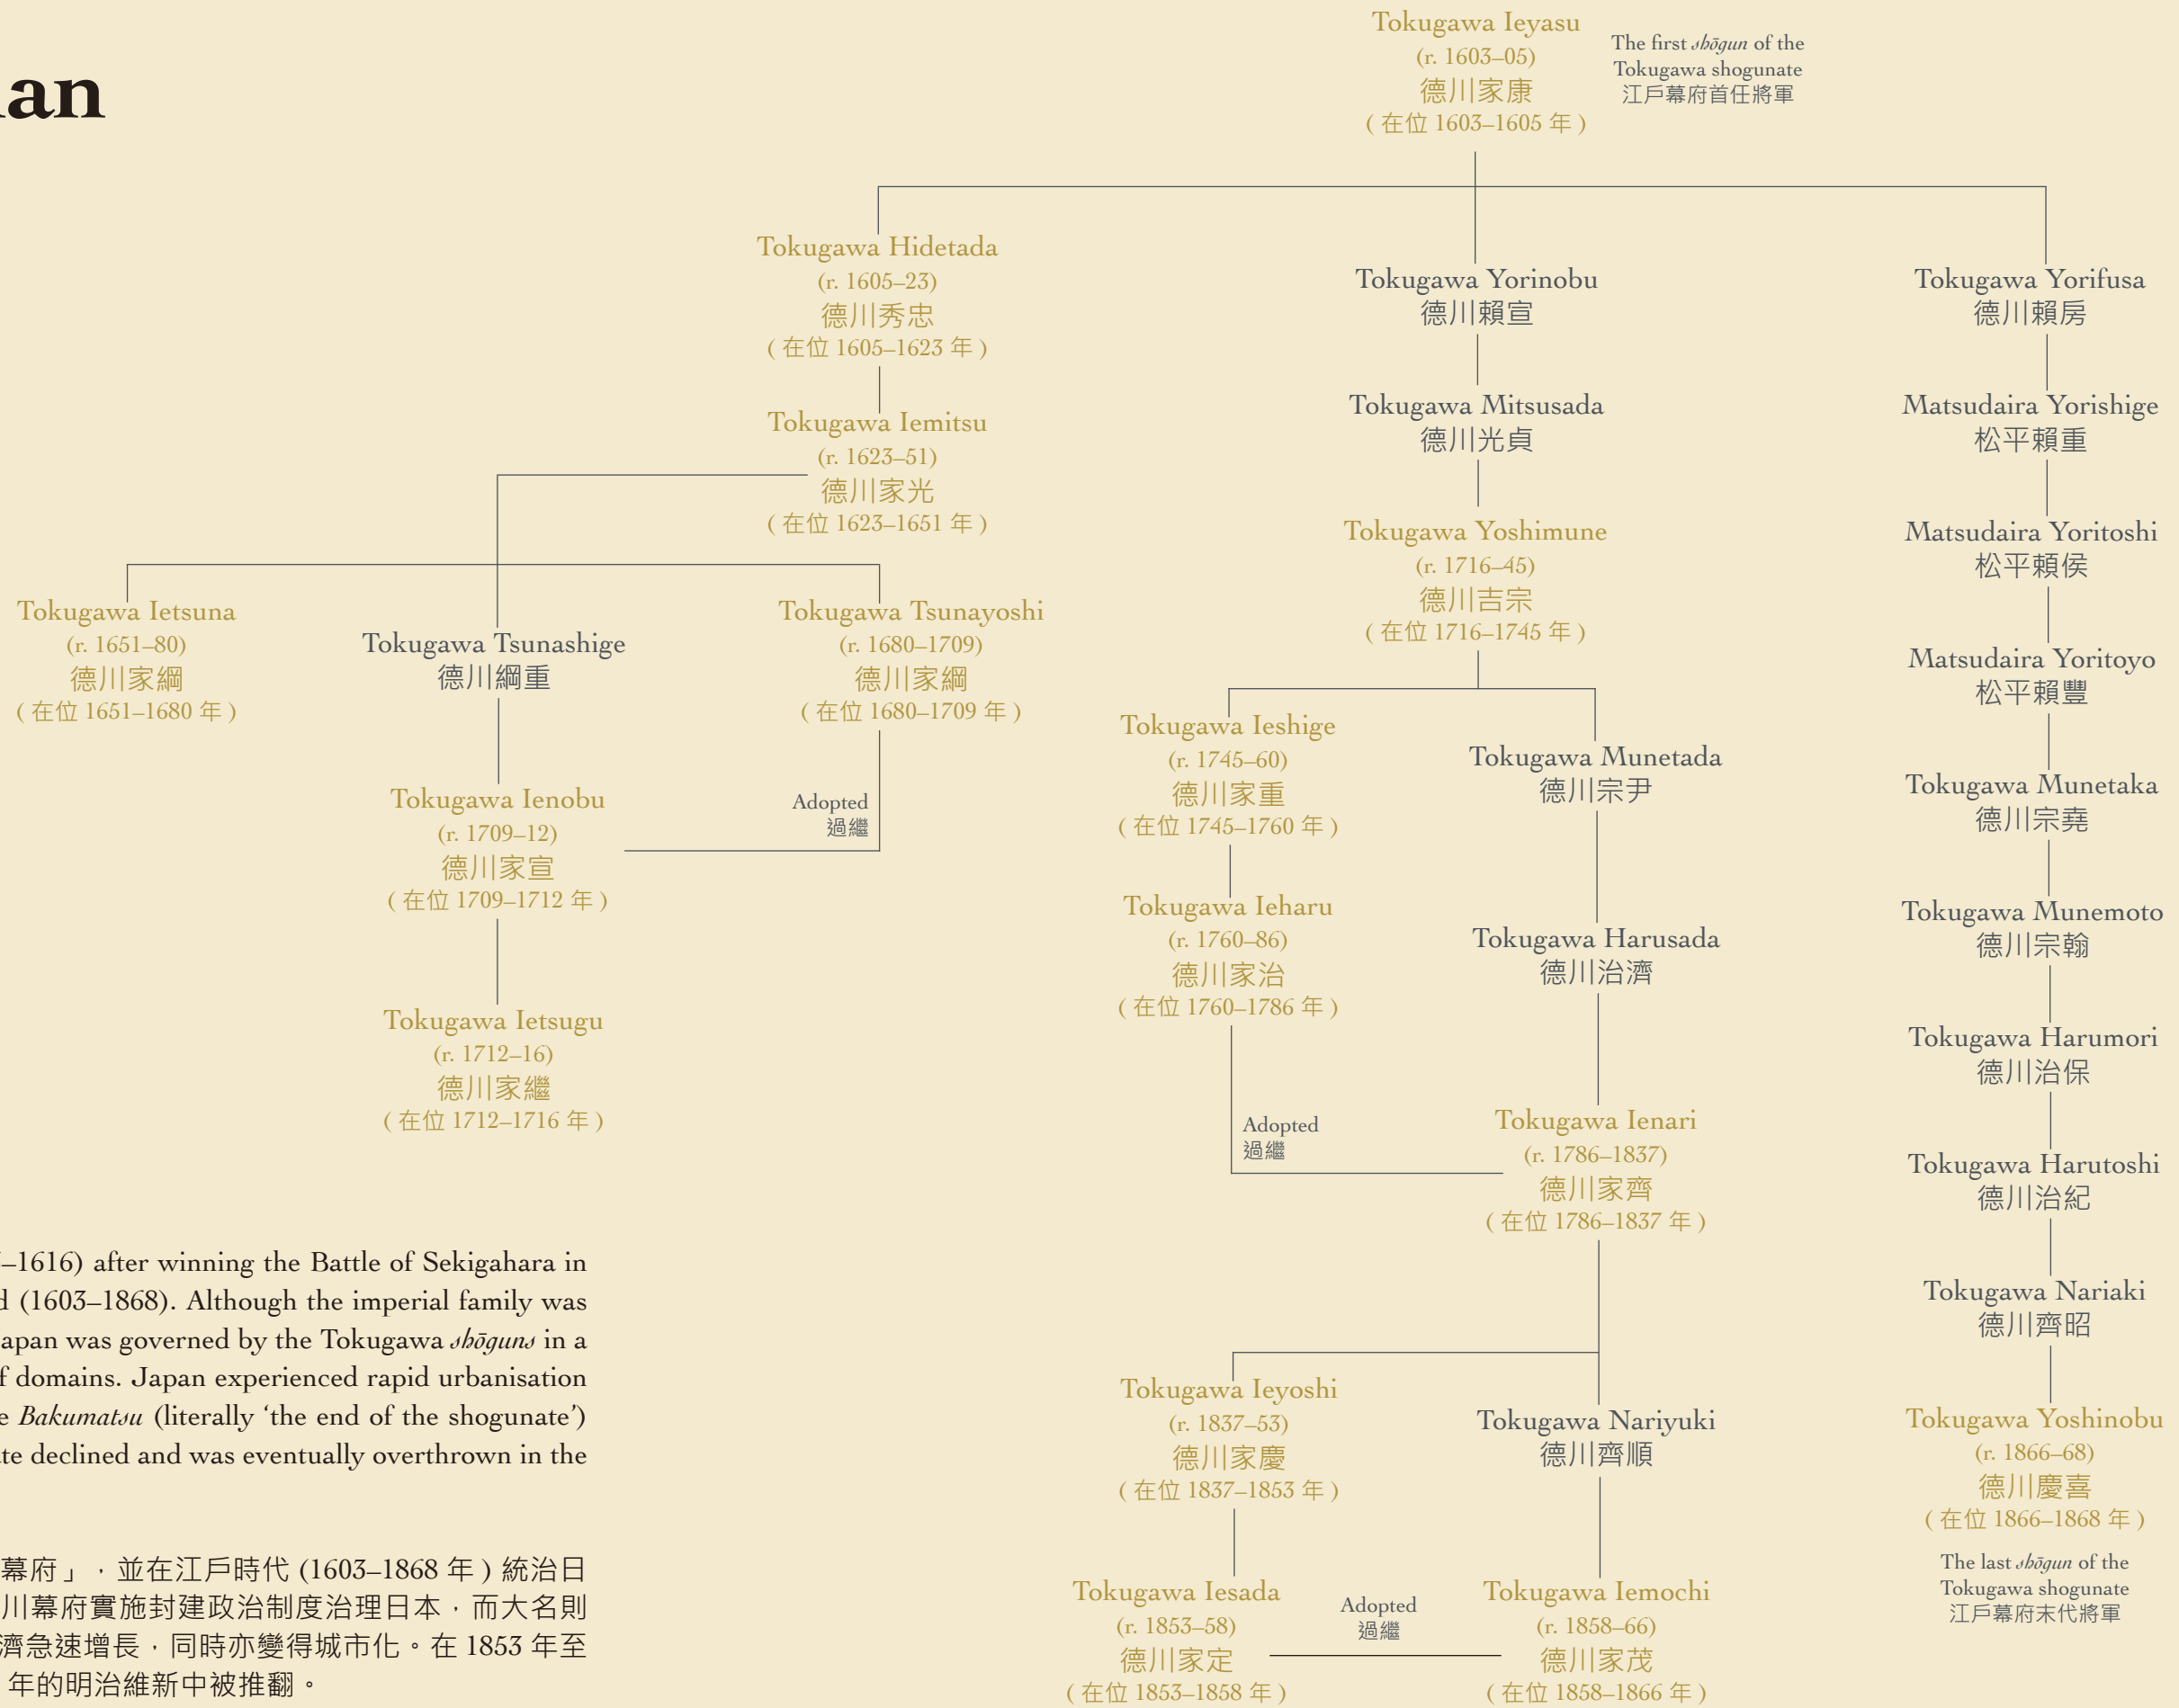 lan
Tokugawa Ieyasu
(r. 1603–05)
德川家康
( 在位 1603–1605 年 )
The first shōgun of the
Tokugawa shogunate
江戶幕府首任將軍
Tokugawa Hidetada
(r. 1605–23)
德川秀忠
( 在位 1605–1623 年 )
Tokugawa Iemitsu
(r. 1623–51)
德川家光
( 在位 1623–1651 年 )
Tokugawa Ietsuna
(r. 1651–80)
德川家綱
( 在位 1651–1680 年 )
Tokugawa Tsunashige
德川綱重
Tokugawa Tsunayoshi
(r. 1680–1709)
德川家綱
( 在位 1680–1709 年 )
Adopted
過繼
Tokugawa Ienobu
(r. 1709–12)
德川家宣
( 在位 1709–1712 年 )
Tokugawa Ietsugu
(r. 1712–16)
德川家繼
( 在位 1712–1716 年 )
Tokugawa Yorinobu
德川賴宣
Tokugawa Mitsusada
德川光貞
Tokugawa Yoshimune
(r. 1716–45)
德川吉宗
( 在位 1716–1745 年 )
Tokugawa Ieshige
(r. 1745–60)
德川家重
( 在位 1745–1760 年 )
Tokugawa Munetada
德川宗尹
Tokugawa Ieharu
(r. 1760–86)
德川家治
( 在位 1760–1786 年 )
Tokugawa Harusada
德川治濟
Adopted
過繼
Tokugawa Ienari
(r. 1786–1837)
德川家齊
( 在位 1786–1837 年 )
Tokugawa Ieyoshi
(r. 1837–53)
德川家慶
( 在位 1837–1853 年 )
Tokugawa Nariyuki
德川齊順
Tokugawa Iesada
(r. 1853–58)
德川家定
( 在位 1853–1858 年 )
Adopted
過繼
Tokugawa Iemochi
(r. 1858–66)
德川家茂
( 在位 1858–1866 年 )
Tokugawa Yorifusa
德川賴房
Matsudaira Yorishige
松平賴重
Matsudaira Yoritoshi
松平頼侯
Matsudaira Yoritoyo
松平賴豐
Tokugawa Munetaka
德川宗堯
Tokugawa Munemoto
德川宗翰
Tokugawa Harumori
德川治保
Tokugawa Harutoshi
德川治紀
Tokugawa Nariaki
德川齊昭
Tokugawa Yoshinobu
(r. 1866–68)
德川慶喜
( 在位 1866–1868 年 )
The last shōgun of the
Tokugawa shogunate
江戶幕府末代將軍
–1616) after winning the Battle of Sekigahara in
d (1603–1868). Although the imperial family was
Japan was governed by the Tokugawa shōguns in a
f domains. Japan experienced rapid urbanisation
e Bakumatsu (literally ‘the end of the shogunate’)
te declined and was eventually overthrown in the
幕府」，並在江戶時代 (1603–1868 年 ) 統治日
川幕府實施封建政治制度治理日本，而大名則
濟急速增長，同時亦變得城市化。在 1853 年至
年的明治維新中被推翻。